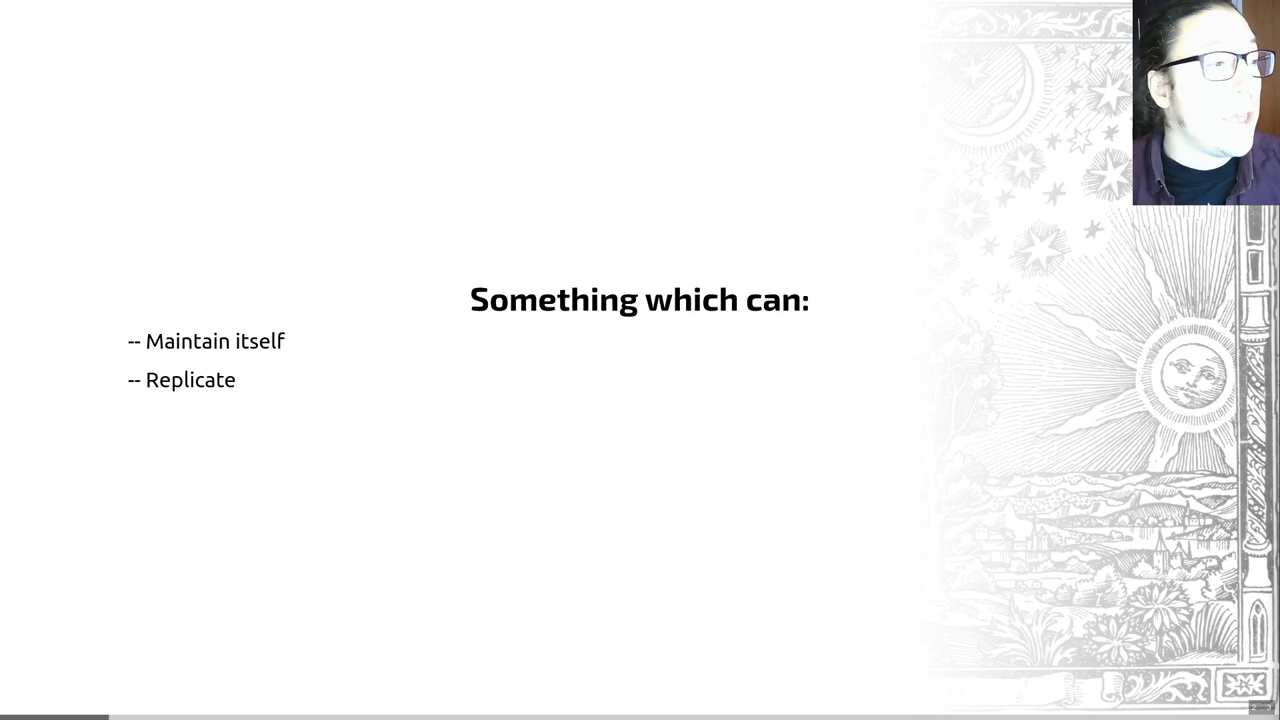 Something which can:
-- Maintain itself
-- Replicate